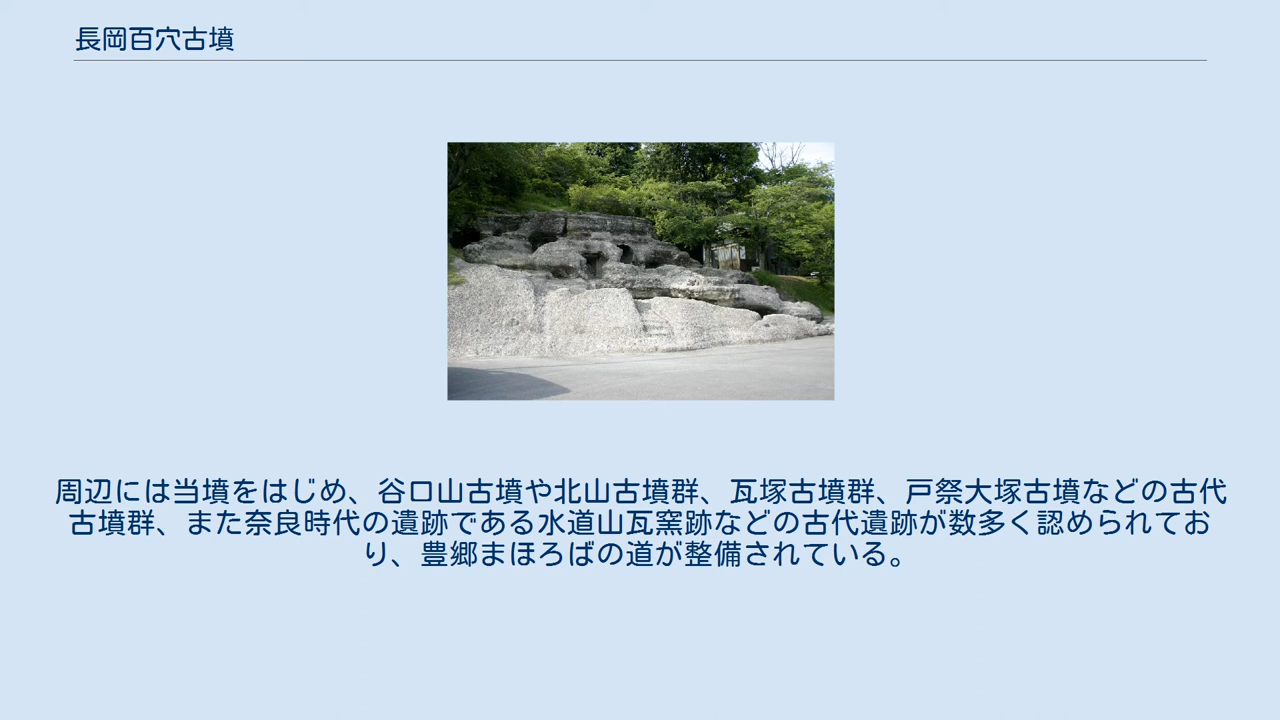 長岡百穴古墳
周辺には当墳をはじめ、谷口山古墳や北山古墳群、瓦塚古墳群、戸祭大塚古墳などの古代
古墳群、また奈良時代の遺跡である水道山瓦窯跡などの古代遺跡が数多く認められてお
り、豊郷まほろばの道が整備されている。